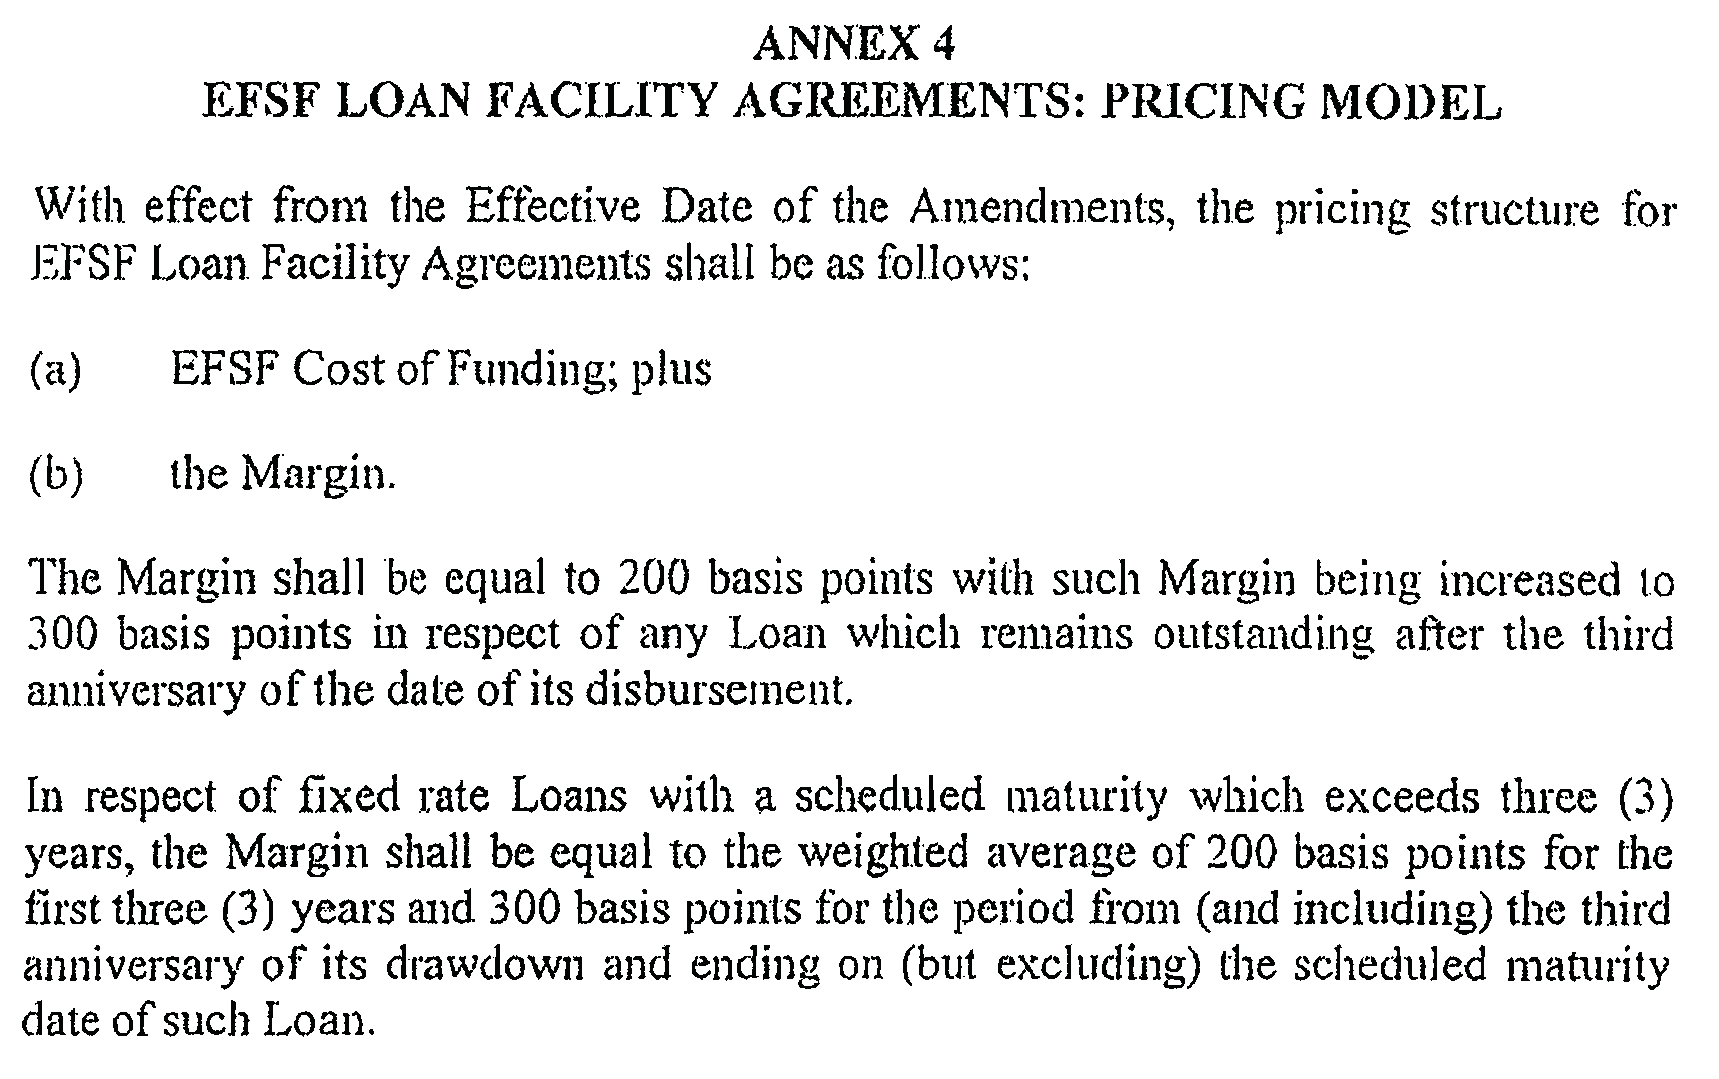 ANNEX 4
EFSF LOAN FACILITY AGREEMENTS: PRICING MODEL
With effect from the Effective Date of the Amendments, the pricing structure for
EFSF Loan Facility Agreements shall be as follows:
(a) EFSF Cost of Funding; plus
(b) the Margin.
The Margin shall be equal to 200 basis points with such Margin being increased to
300 basis points in respect of any Loan which remains outstanding after the third
anniversary of the date of its disbursement.
In respect of fixed rate Loans with a scheduled maturity which exceeds three (3)
years, the Margin shall be equal to the weighted average of 200 basis points for the
first three (3) years and 300 basis points for the period from (and including) the third
anniversary of its drawdown and ending on (but excluding) the scheduled maturity
date of such Loan.